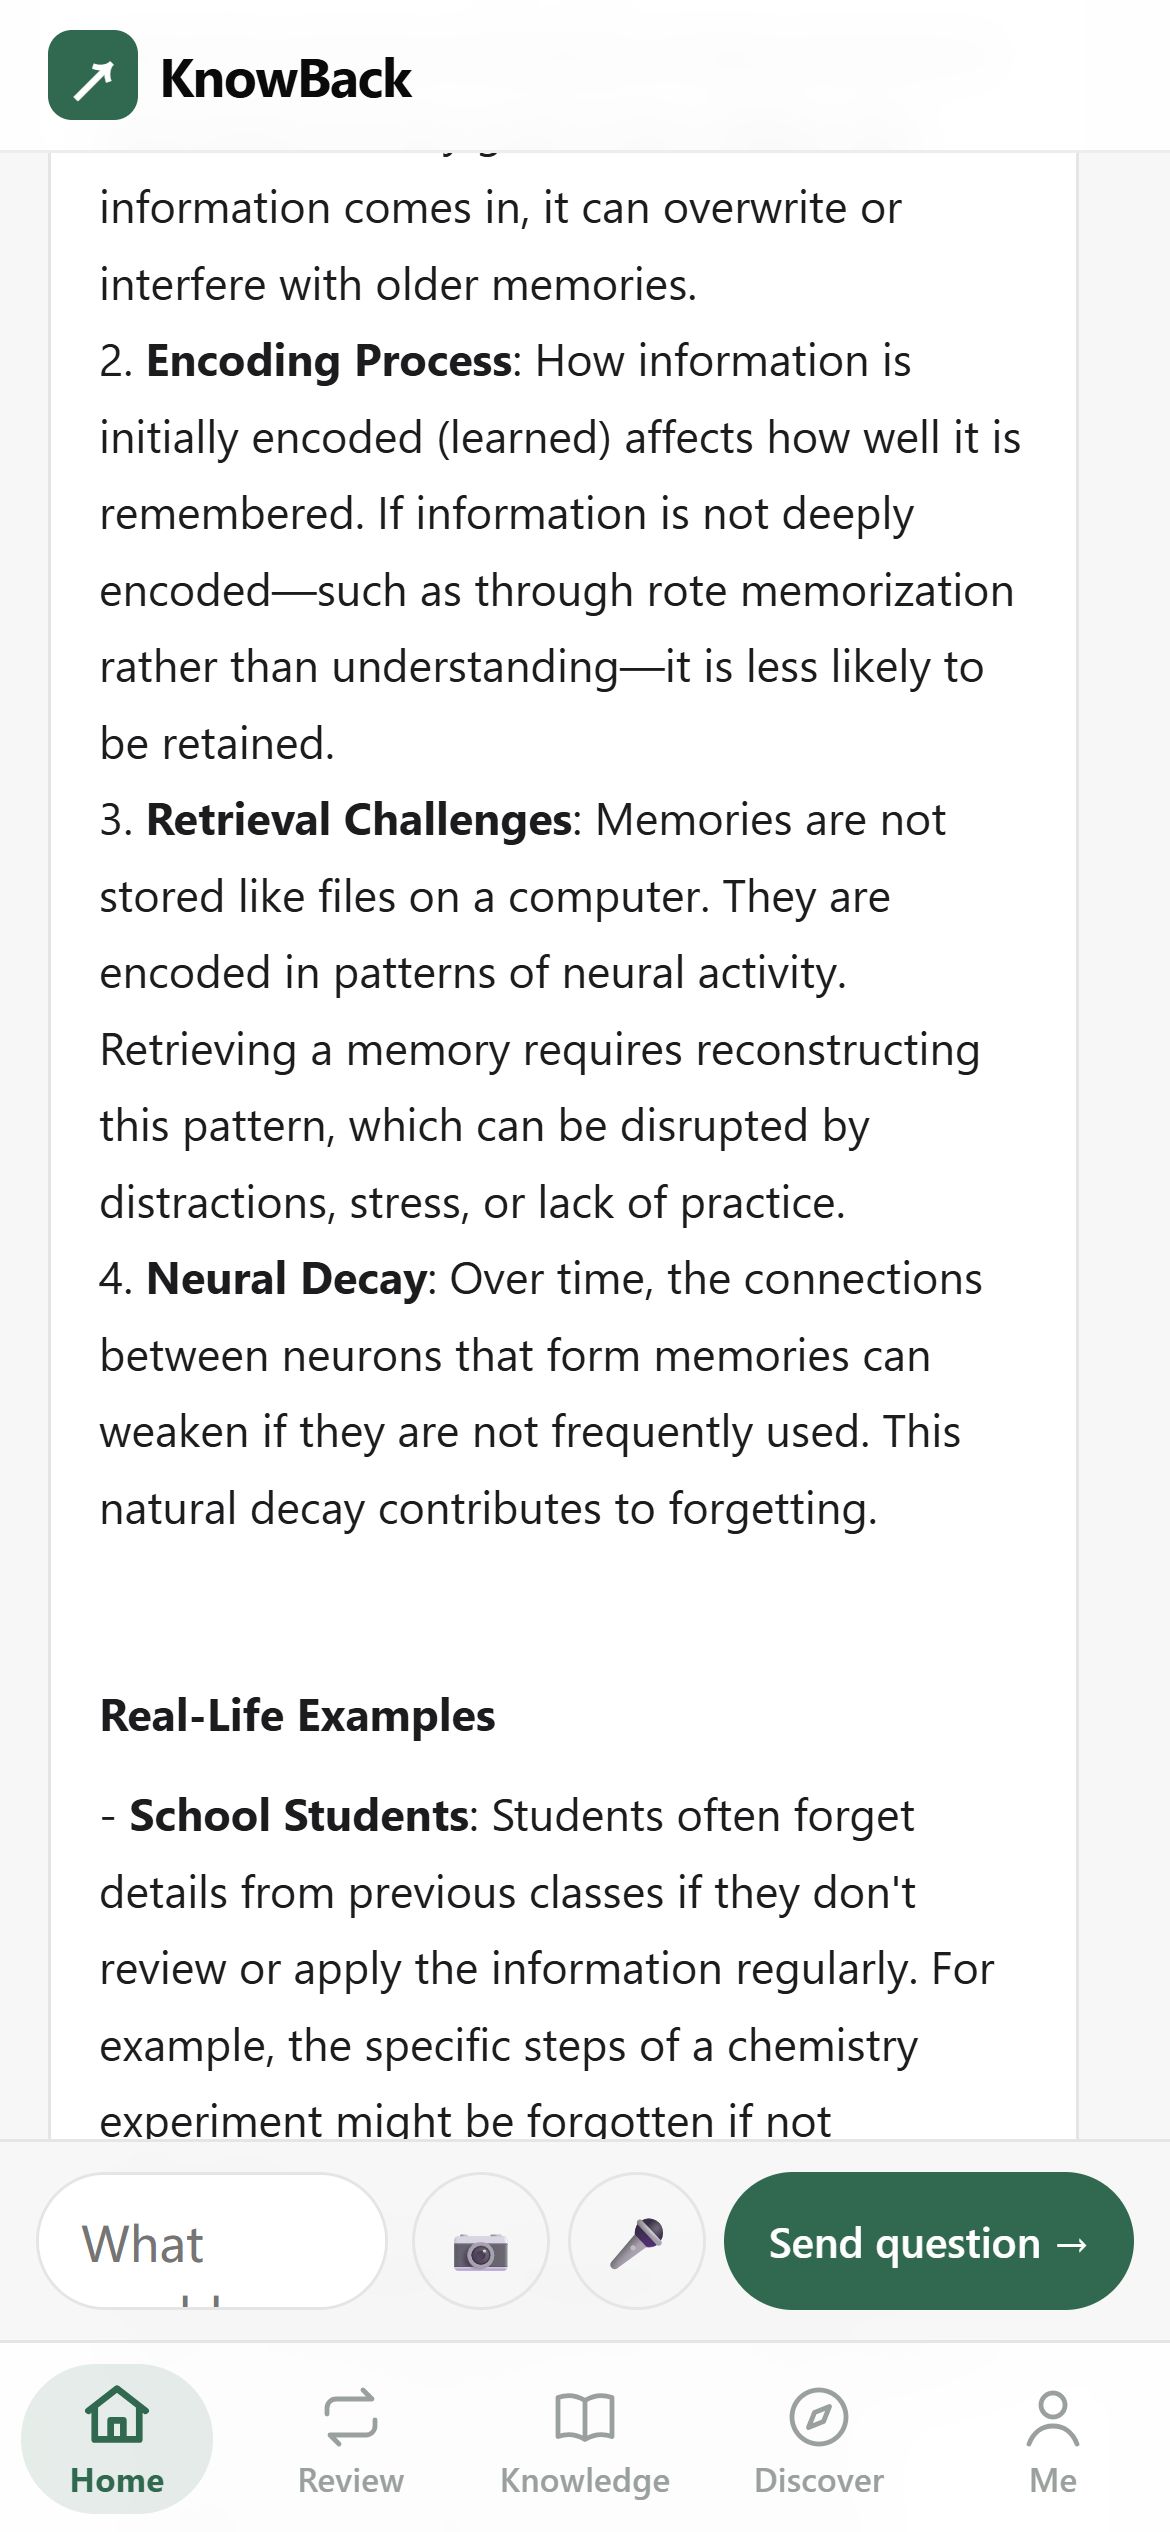 KnowBack
information comes in, it can overwrite or
interfere with older memories.
2. Encoding Process: How information is
initially encoded (learned) affects how well it is
remembered. If information is not deeply
encoded—such as through rote memorization
rather than understanding—it is less likely to
be retained.
3. Retrieval Challenges: Memories are not
stored like files on a computer. They are
encoded in patterns of neural activity.
Retrieving a memory requires reconstructing
this pattern, which can be disrupted by
distractions, stress, or lack of practice.
4. Neural Decay: Over time, the connections
between neurons that form memories can
weaken if they are not frequently used. This
natural decay contributes to forgetting.
Real-Life Examples
- School Students: Students often forget
details from previous classes if they don't
review or apply the information regularly. For
example, the specific steps of a chemistry
experiment might be forgotten if not
What
Send question →
Home
Review
Knowledge
Discover
Me